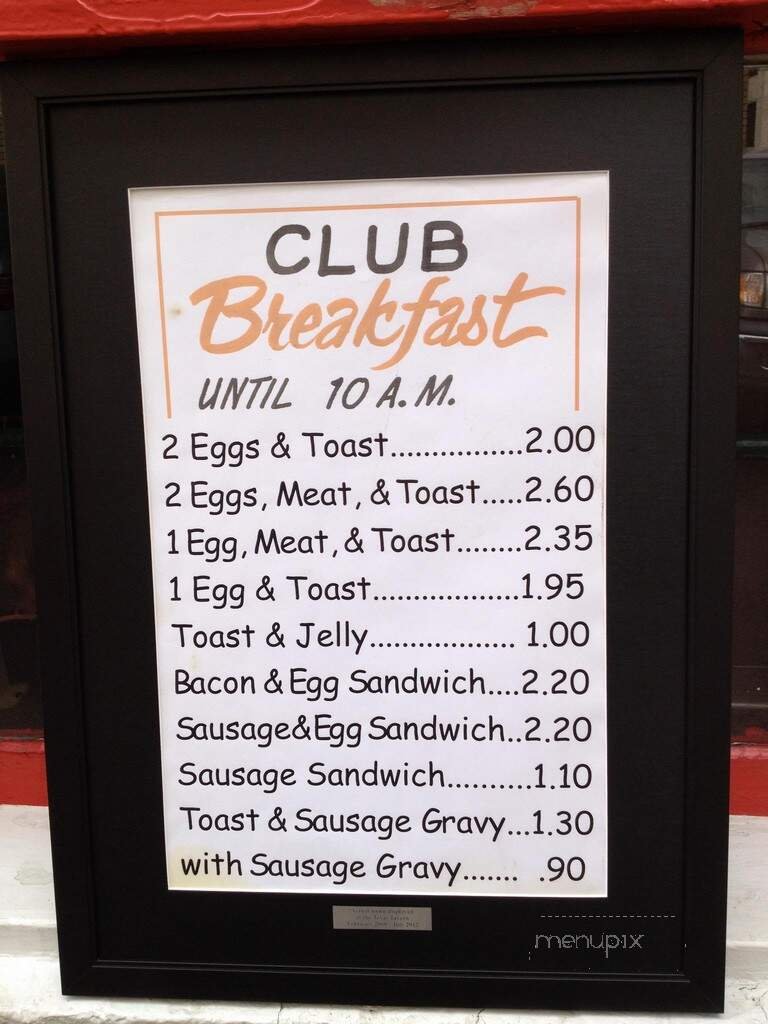 CLUB
Breakfast
UNTIL 10 A.M.
2 Eggs & Toast................2.00
2 Eggs, Meat, & Toast.....2.60
1 Egg, Meat, & Toast........2.35
1 Egg & Toast..................1.95
Toast & Jelly.................. 1.00
Bacon & Egg Sandwich....2.20
Sausage&Egg Sandwich..2.20
Sausage Sandwich..........1.10
Toast & Sausage Gravy...1.30
with Sausage Gravy....... .90
menupix